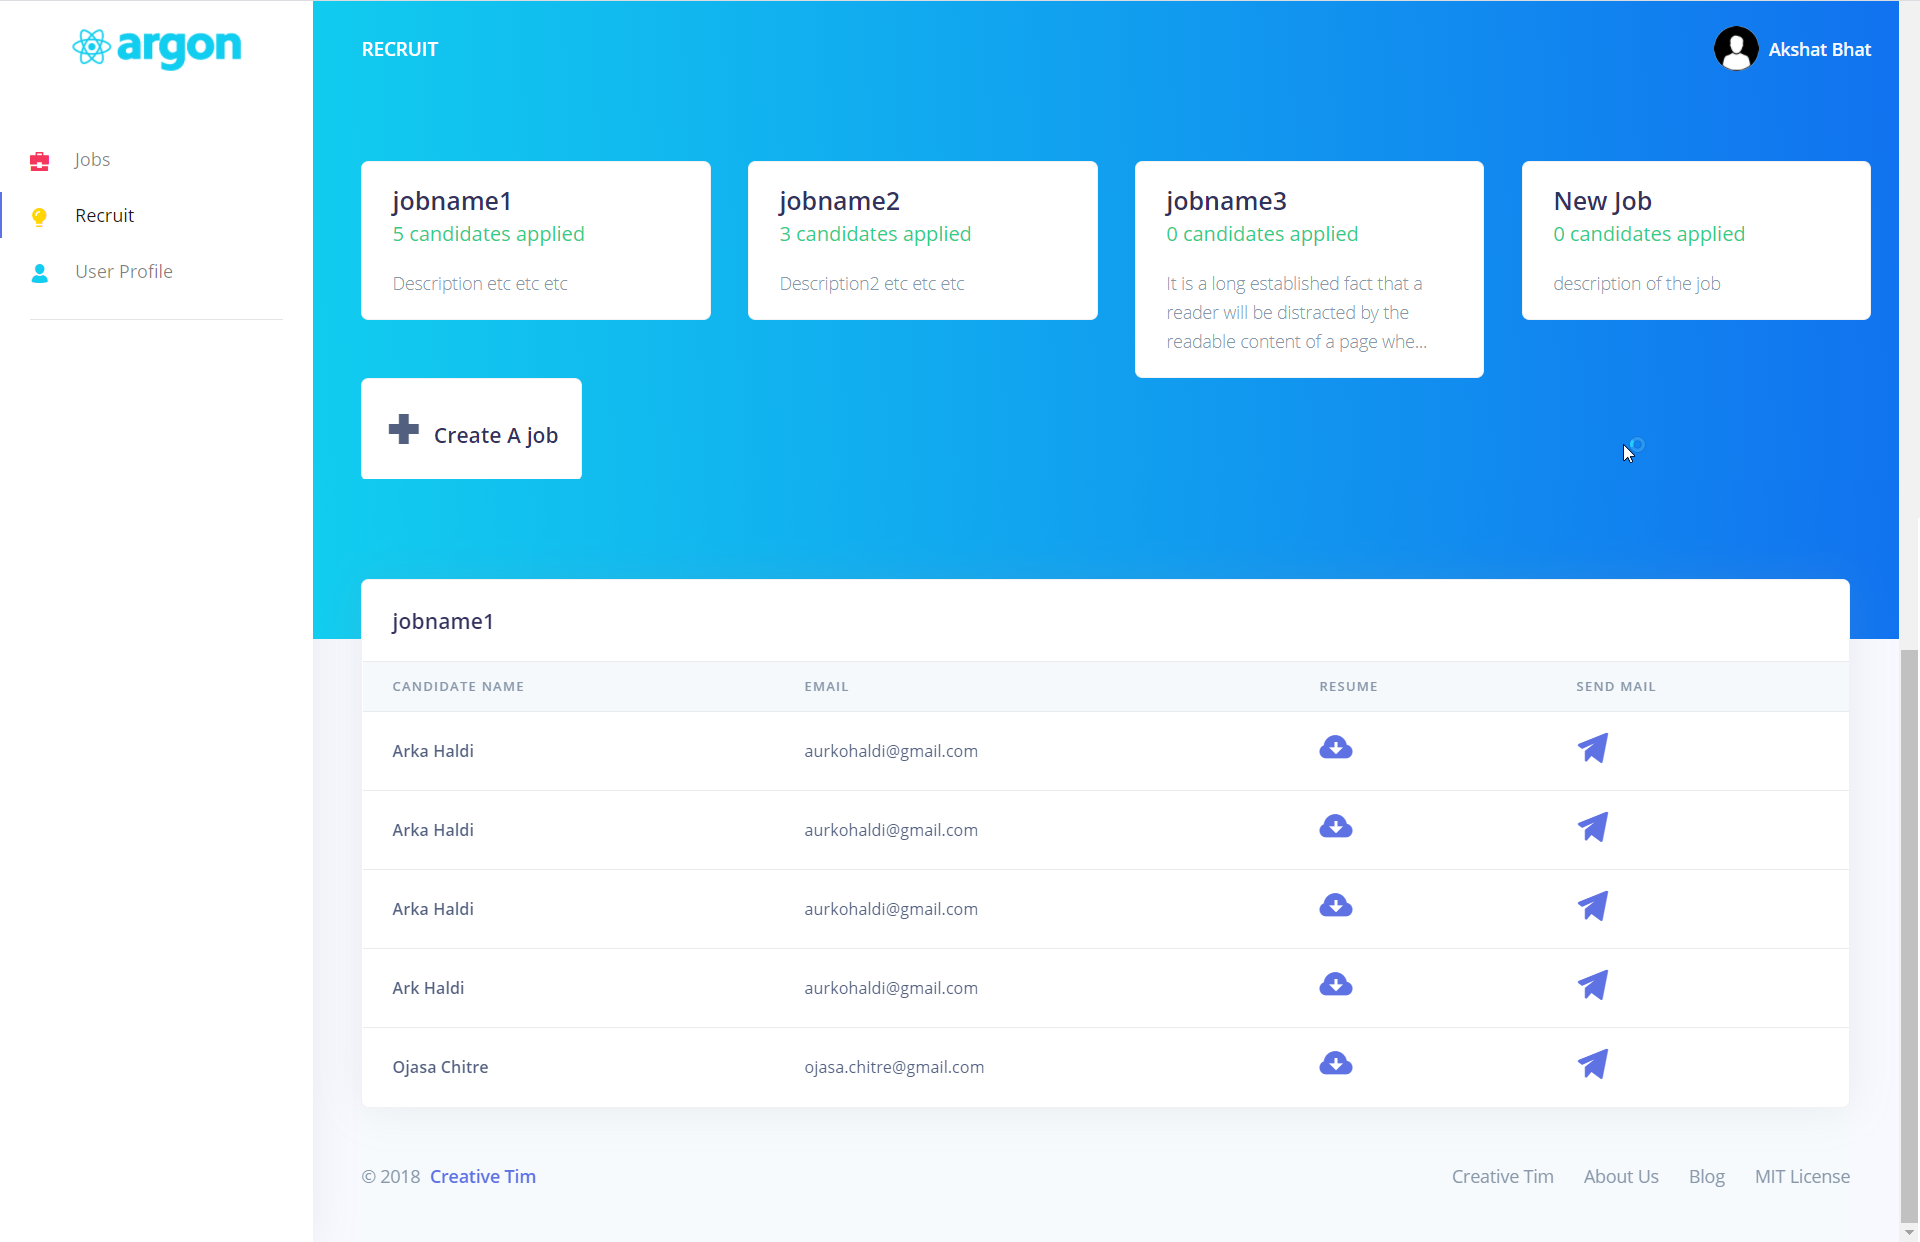 argon
RECRUIT
Akshat Bhat
Jobs
Recruit
User Profile
jobname1
5 candidates applied
Description etc etc etc
jobname2
3 candidates applied
Description2 etc etc etc
jobname3
0 candidates applied
It is a long established fact that a
reader will be distracted by the
readable content of a page whe...
New Job
0 candidates applied
description of the job
Create A job
jobname1
CANDIDATE NAME EMAIL RESUME SEND MAIL
Arka Haldi aurkohaldi@gmail.com
Arka Haldi aurkohaldi@gmail.com
Arka Haldi aurkohaldi@gmail.com
Ark Haldi aurkohaldi@gmail.com
Ojasa Chitre ojasa.chitre@gmail.com
© 2018 Creative Tim
Creative Tim About Us Blog MIT License